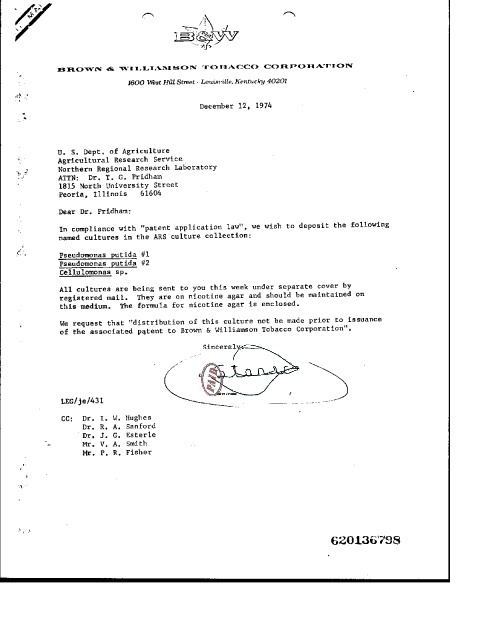 B&W
BROWN & WILLIAMSON TOBACCO CORPORATION
1600 West Hill Street · Louisville, Kentucky 40201
December 12, 1974
U. S. Dept. of Agriculture
Agricultural Research Service
Northern Regional Research Laboratory
ATTN: Dr. T. G. Pridham
1815 North University Street
Peoria, Illinois 61604
Dear Dr. Pridham:
In compliance with "patent application law", we wish to deposit the following
named cultures in the ARS culture collection:
Pseudomonas putida #1
Pseudomonas putida #2
Cellulomonas sp.
All cultures are being sent to you this week under separate cover by
registered mail. They are on nicotine agar and should be maintained on
this medium. The formula for nicotine agar is enclosed.
We request that "distribution of this culture not be made prior to issuance
of the associated patent to Brown & Williamson Tobacco Corporation".
Sincerely,
LEG/je/431
CC: Dr. I. W. Hughes
Dr. R. A. Sanford
Dr. J. G. Esterle
Mr. V. A. Smith
Mr. P. R. Fisher
620136798